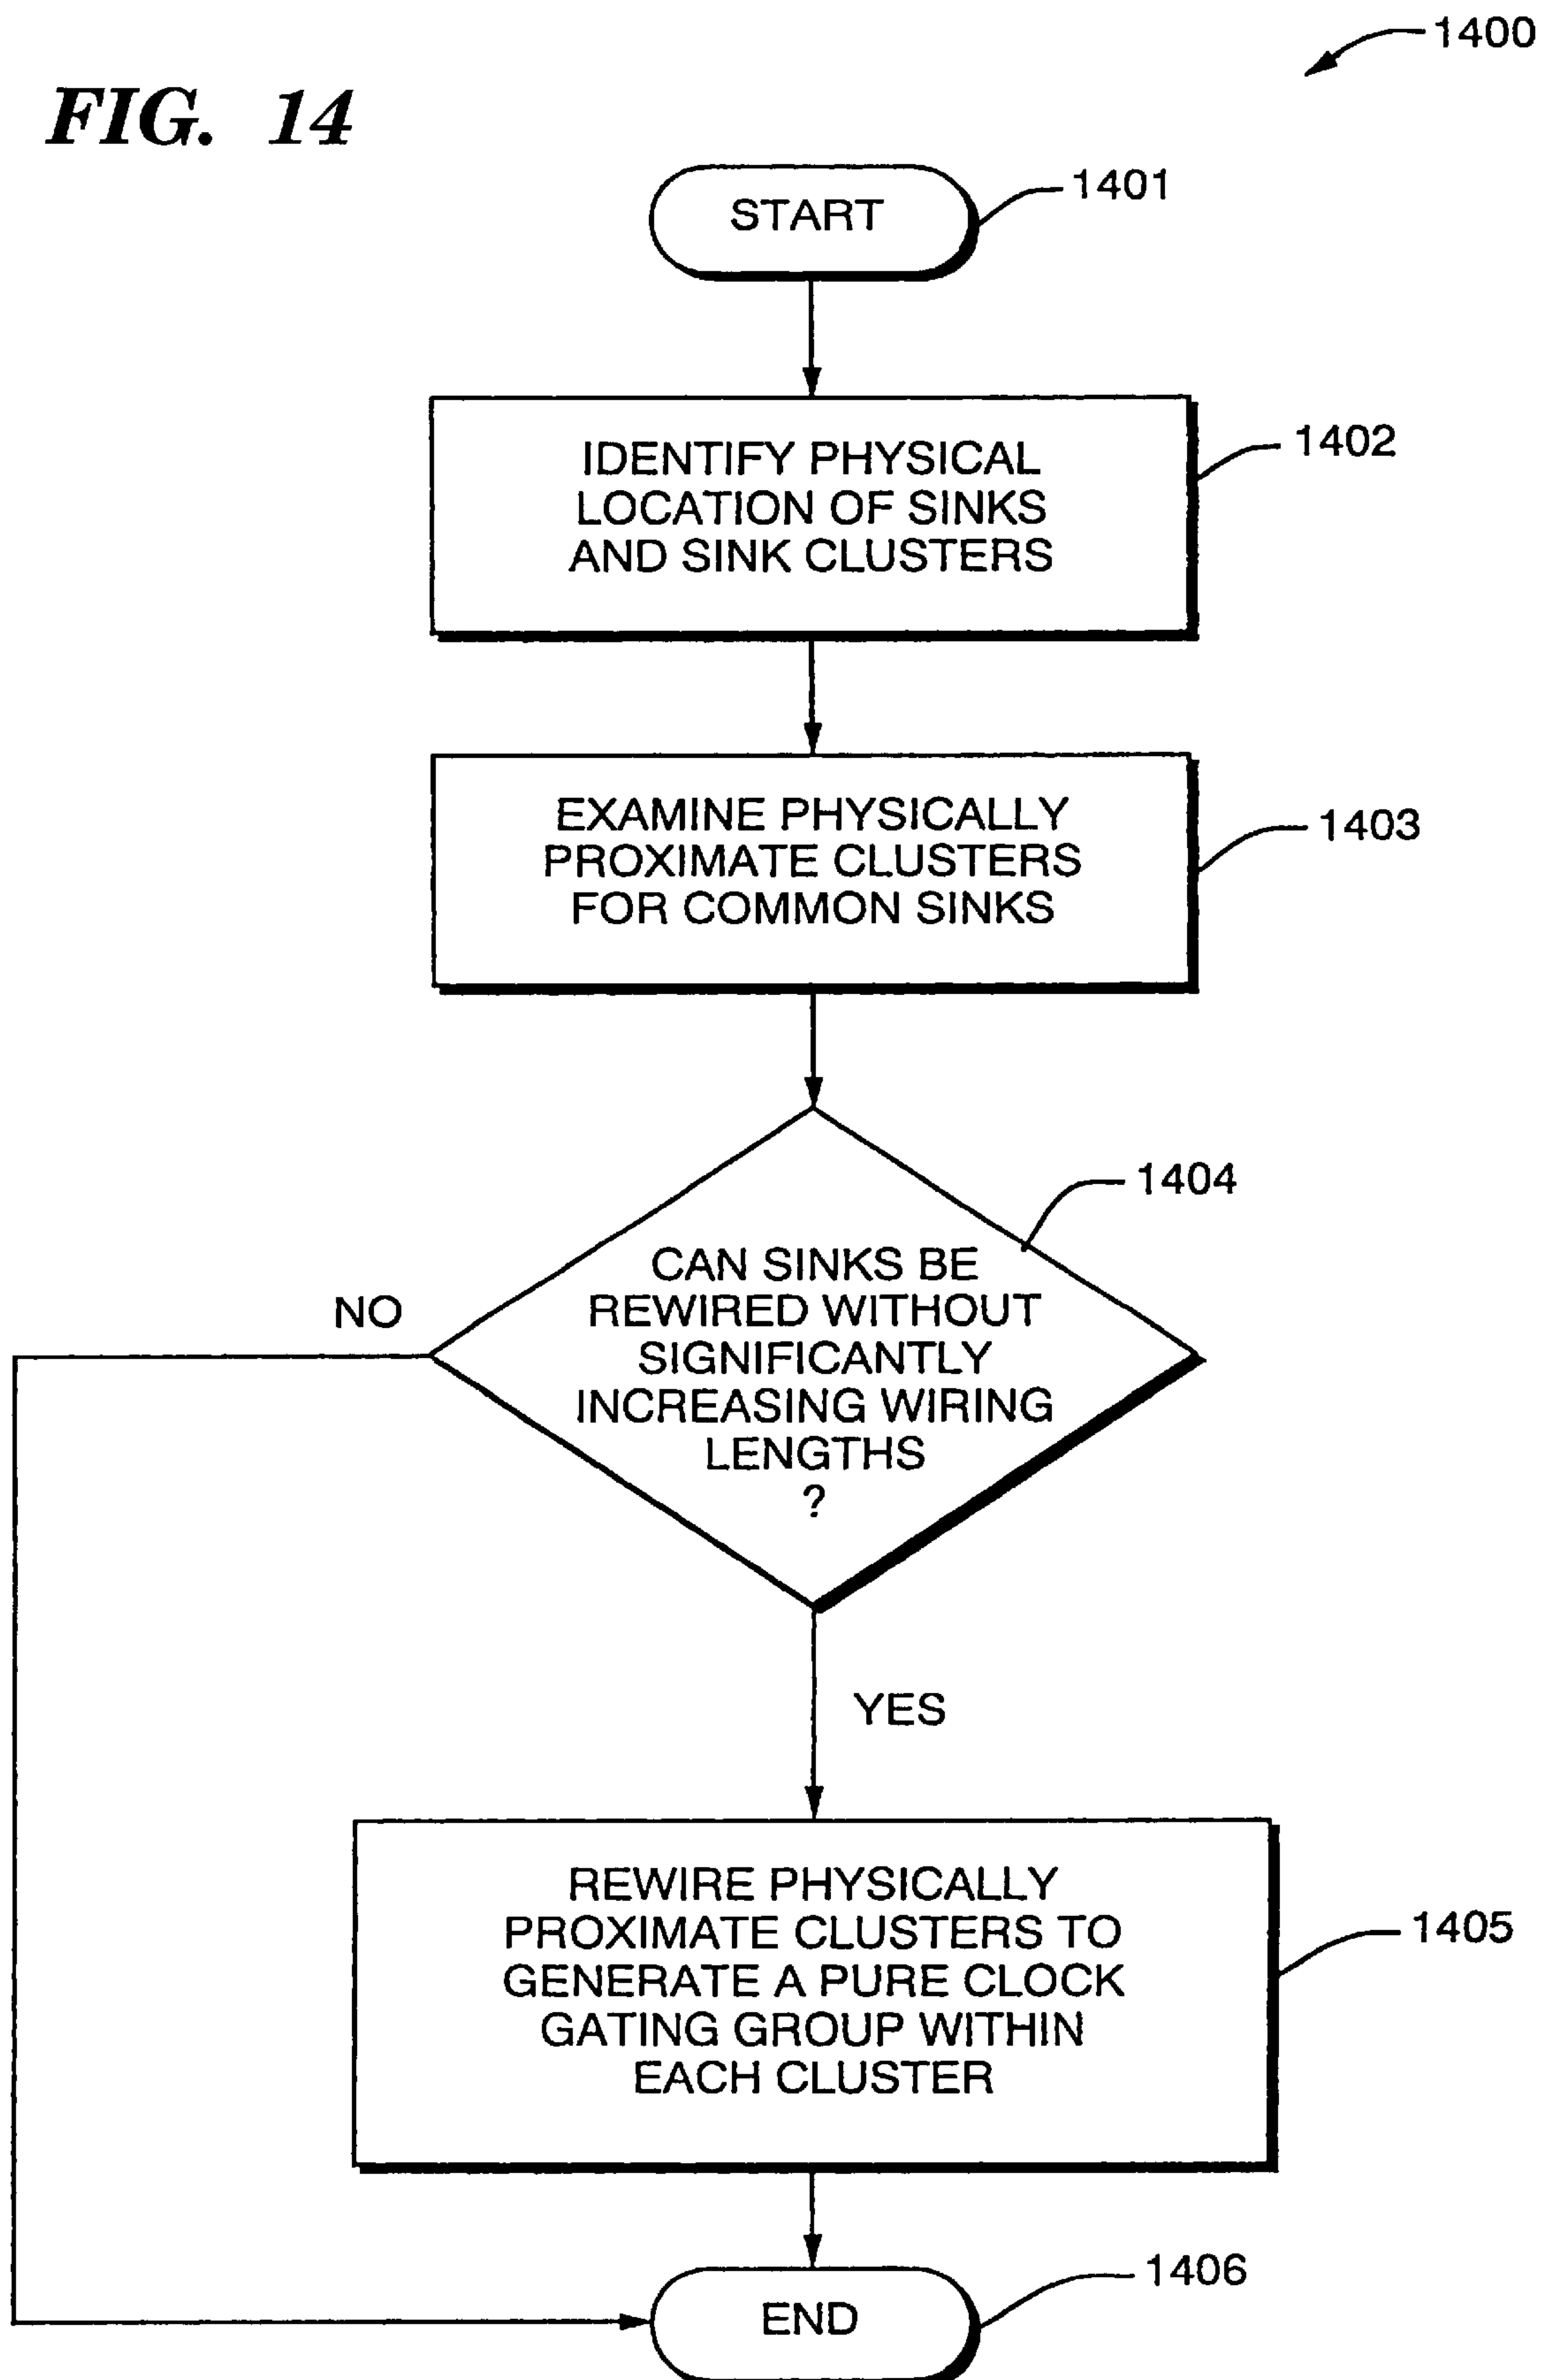 1400
FIG. 14
START
1401
IDENTIFY PHYSICAL
LOCATION OF SINKS
AND SINK CLUSTERS
1402
EXAMINE PHYSICALLY
PROXIMATE CLUSTERS
FOR COMMON SINKS
1403
1404
CAN SINKS BE
REWIRED WITHOUT
SIGNIFICANTLY
INCREASING WIRING
LENGTHS
?
NO
YES
REWIRE PHYSICALLY
PROXIMATE CLUSTERS TO
GENERATE A PURE CLOCK
GATING GROUP WITHIN
EACH CLUSTER
1405
1406
END